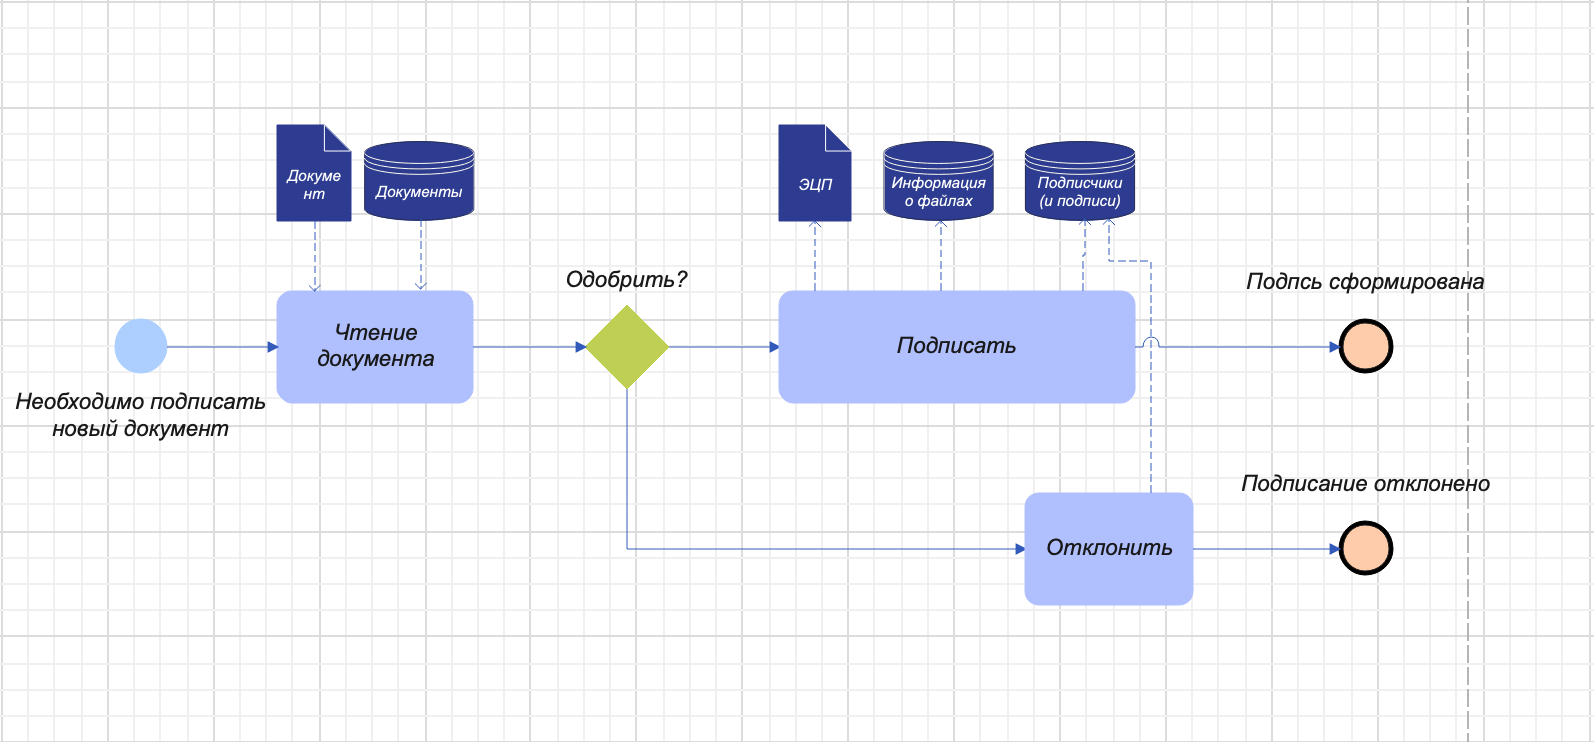 Докуме
нт
Документы
ЭЦП
Информация
о файлах
Подписчики
(и подписи)
Одобрить?
Подпсь сформирована
Чтение
документа
Подписать
Необходимо подписать
новый документ
Подписание отклонено
Отклонить